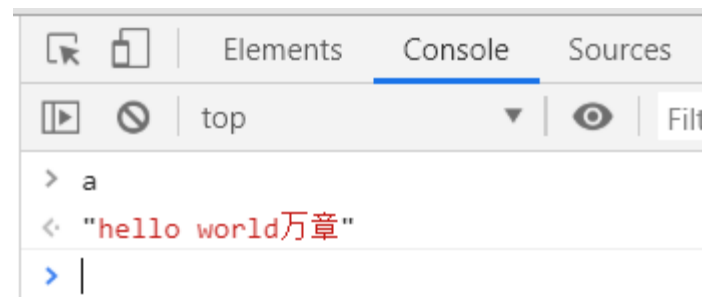 Elements Console Sources
top Filt
> a
"hello world万章"
>